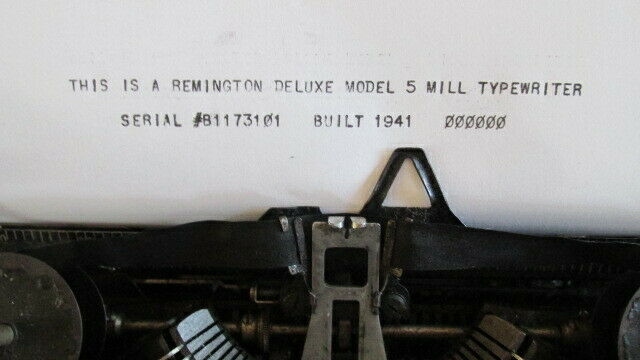 THIS IS A REMINGTON DELUXE MODEL 5 MILL TYPEWRITER
SERIAL #B1173101 BUILT 1941 ØØØØØØ